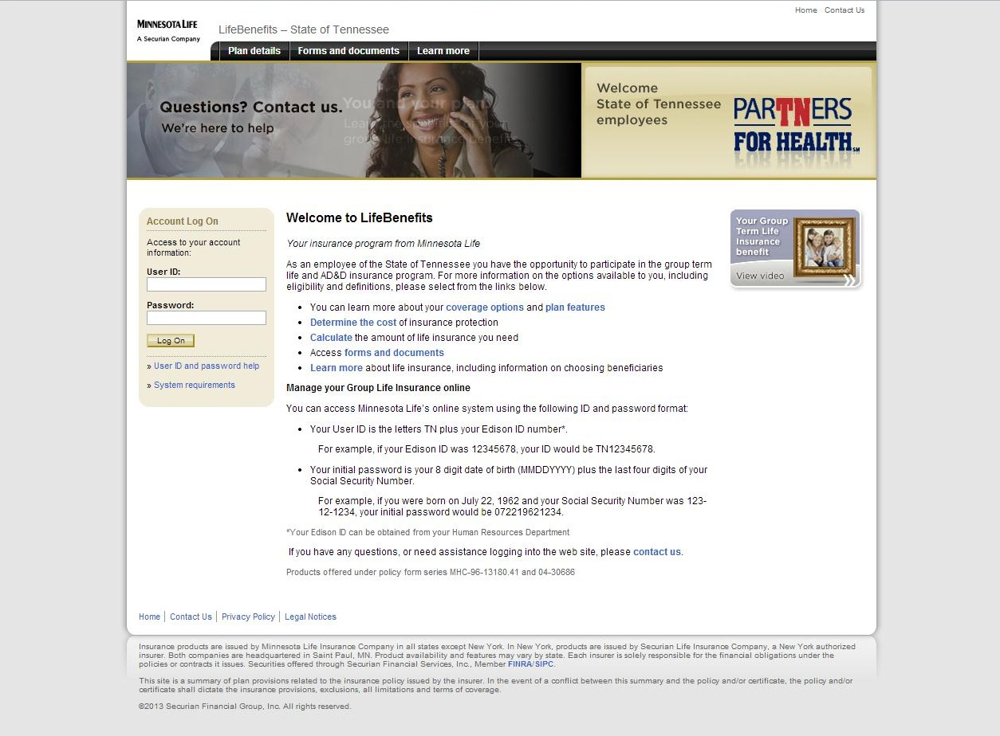 Home Contact Us
MINNESOTA LIFE
A Securian Company
LifeBenefits – State of Tennessee
Plan details Forms and documents Learn more
Questions? Contact us.
We're here to help
You and your plan
Learn the specifics of your
group life insurance benefit
Welcome
State of Tennessee
employees
PARTNERS
FOR HEALTH SM
Account Log On
Access to your account
information:
User ID:
Password:
Log On
» User ID and password help
» System requirements
Welcome to LifeBenefits
Your insurance program from Minnesota Life
As an employee of the State of Tennessee you have the opportunity to participate in the group term
life and AD&D insurance program. For more information on the options available to you, including
eligibility and definitions, please select from the links below.
• You can learn more about your coverage options and plan features
• Determine the cost of insurance protection
• Calculate the amount of life insurance you need
• Access forms and documents
• Learn more about life insurance, including information on choosing beneficiaries
Manage your Group Life Insurance online
You can access Minnesota Life's online system using the following ID and password format:
• Your User ID is the letters TN plus your Edison ID number*.
For example, if your Edison ID was 12345678, your ID would be TN12345678.
• Your initial password is your 8 digit date of birth (MMDDYYYY) plus the last four digits of your
Social Security Number.
For example, if you were born on July 22, 1962 and your Social Security Number was 123-
12-1234, your initial password would be 072219621234.
*Your Edison ID can be obtained from your Human Resources Department
If you have any questions, or need assistance logging into the web site, please contact us.
Products offered under policy form series MHC-96-13180.41 and 04-30686
Your Group
Term Life
Insurance
benefit
View video
Home Contact Us Privacy Policy Legal Notices
Insurance products are issued by Minnesota Life Insurance Company in all states except New York. In New York, products are issued by Securian Life Insurance Company, a New York authorized
insurer. Both companies are headquartered in Saint Paul, MN. Product availability and features may vary by state. Each insurer is solely responsible for the financial obligations under the
policies or contracts it issues. Securities offered through Securian Financial Services, Inc., Member FINRA/SIPC.
This site is a summary of plan provisions related to the insurance policy issued by the insurer. In the event of a conflict between this summary and the policy and/or certificate, the policy and/or
certificate shall dictate the insurance provisions, exclusions, all limitations and terms of coverage.
©2013 Securian Financial Group, Inc. All rights reserved.